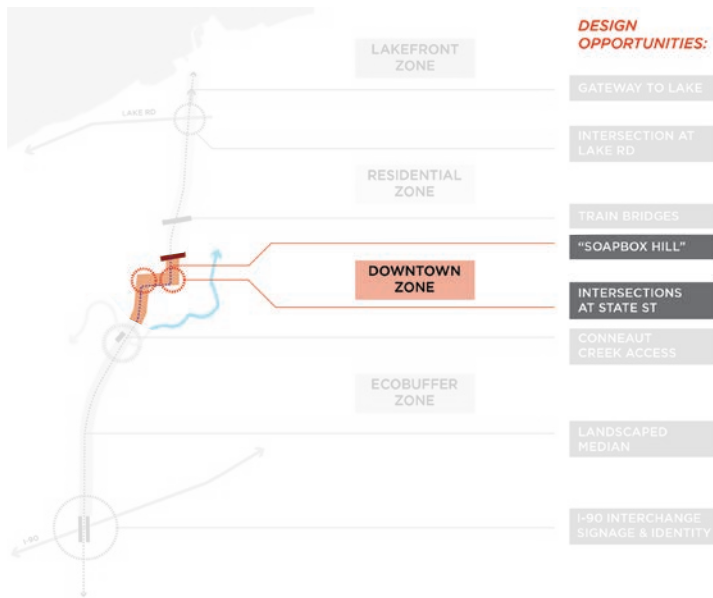 DESIGN
OPPORTUNITIES:
LAKEFRONT
ZONE
GATEWAY TO LAKE
LAKE RD
INTERSECTION AT
LAKE RD
RESIDENTIAL
ZONE
TRAIN BRIDGES
"SOAPBOX HILL"
DOWNTOWN
ZONE
INTERSECTIONS
AT STATE ST
CONNEAUT
CREEK ACCESS
ECOBUFFER
ZONE
LANDSCAPED
MEDIAN
I-90
I-90 INTERCHANGE
SIGNAGE & IDENTITY